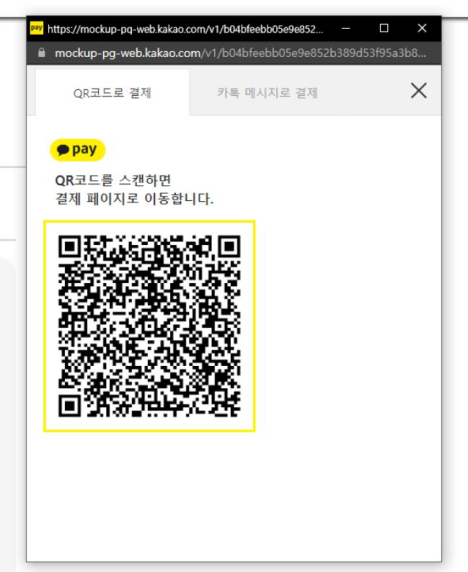 pay https://mockup-pg-web.kakao.com/v1/b04bfeebb05e9e852...
mockup-pg-web.kakao.com/v1/b04bfeebb05e9e852b389d53f95a3b8...
QR코드로 결제
카톡 메시지로 결제
pay
QR코드를 스캔하면
결제 페이지로 이동합니다.